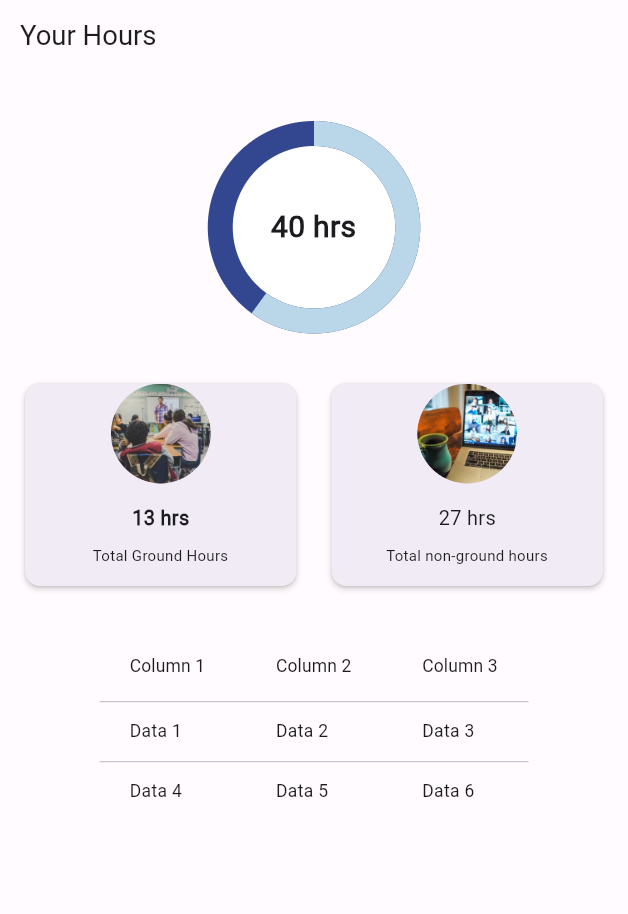 Your Hours
40 hrs
13 hrs
Total Ground Hours
27 hrs
Total non-ground hours
Column 1 Column 2 Column 3
Data 1 Data 2 Data 3
Data 4 Data 5 Data 6